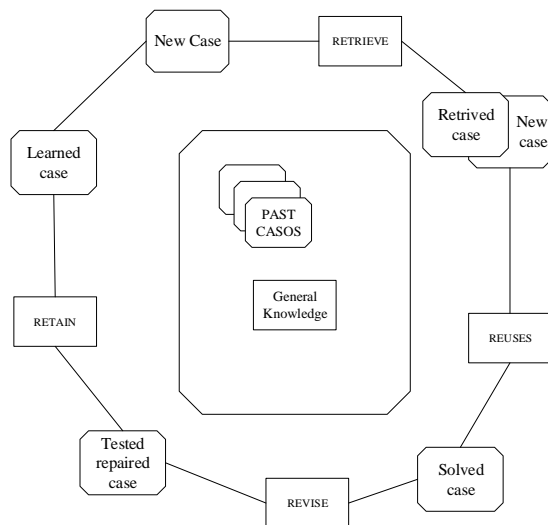 New Case
RETRIEVE
Retrived
case
New
case
Learned
case
PAST
CASOS
General
Knowledge
RETAIN
REUSES
Tested
repaired
case
Solved
case
REVISE